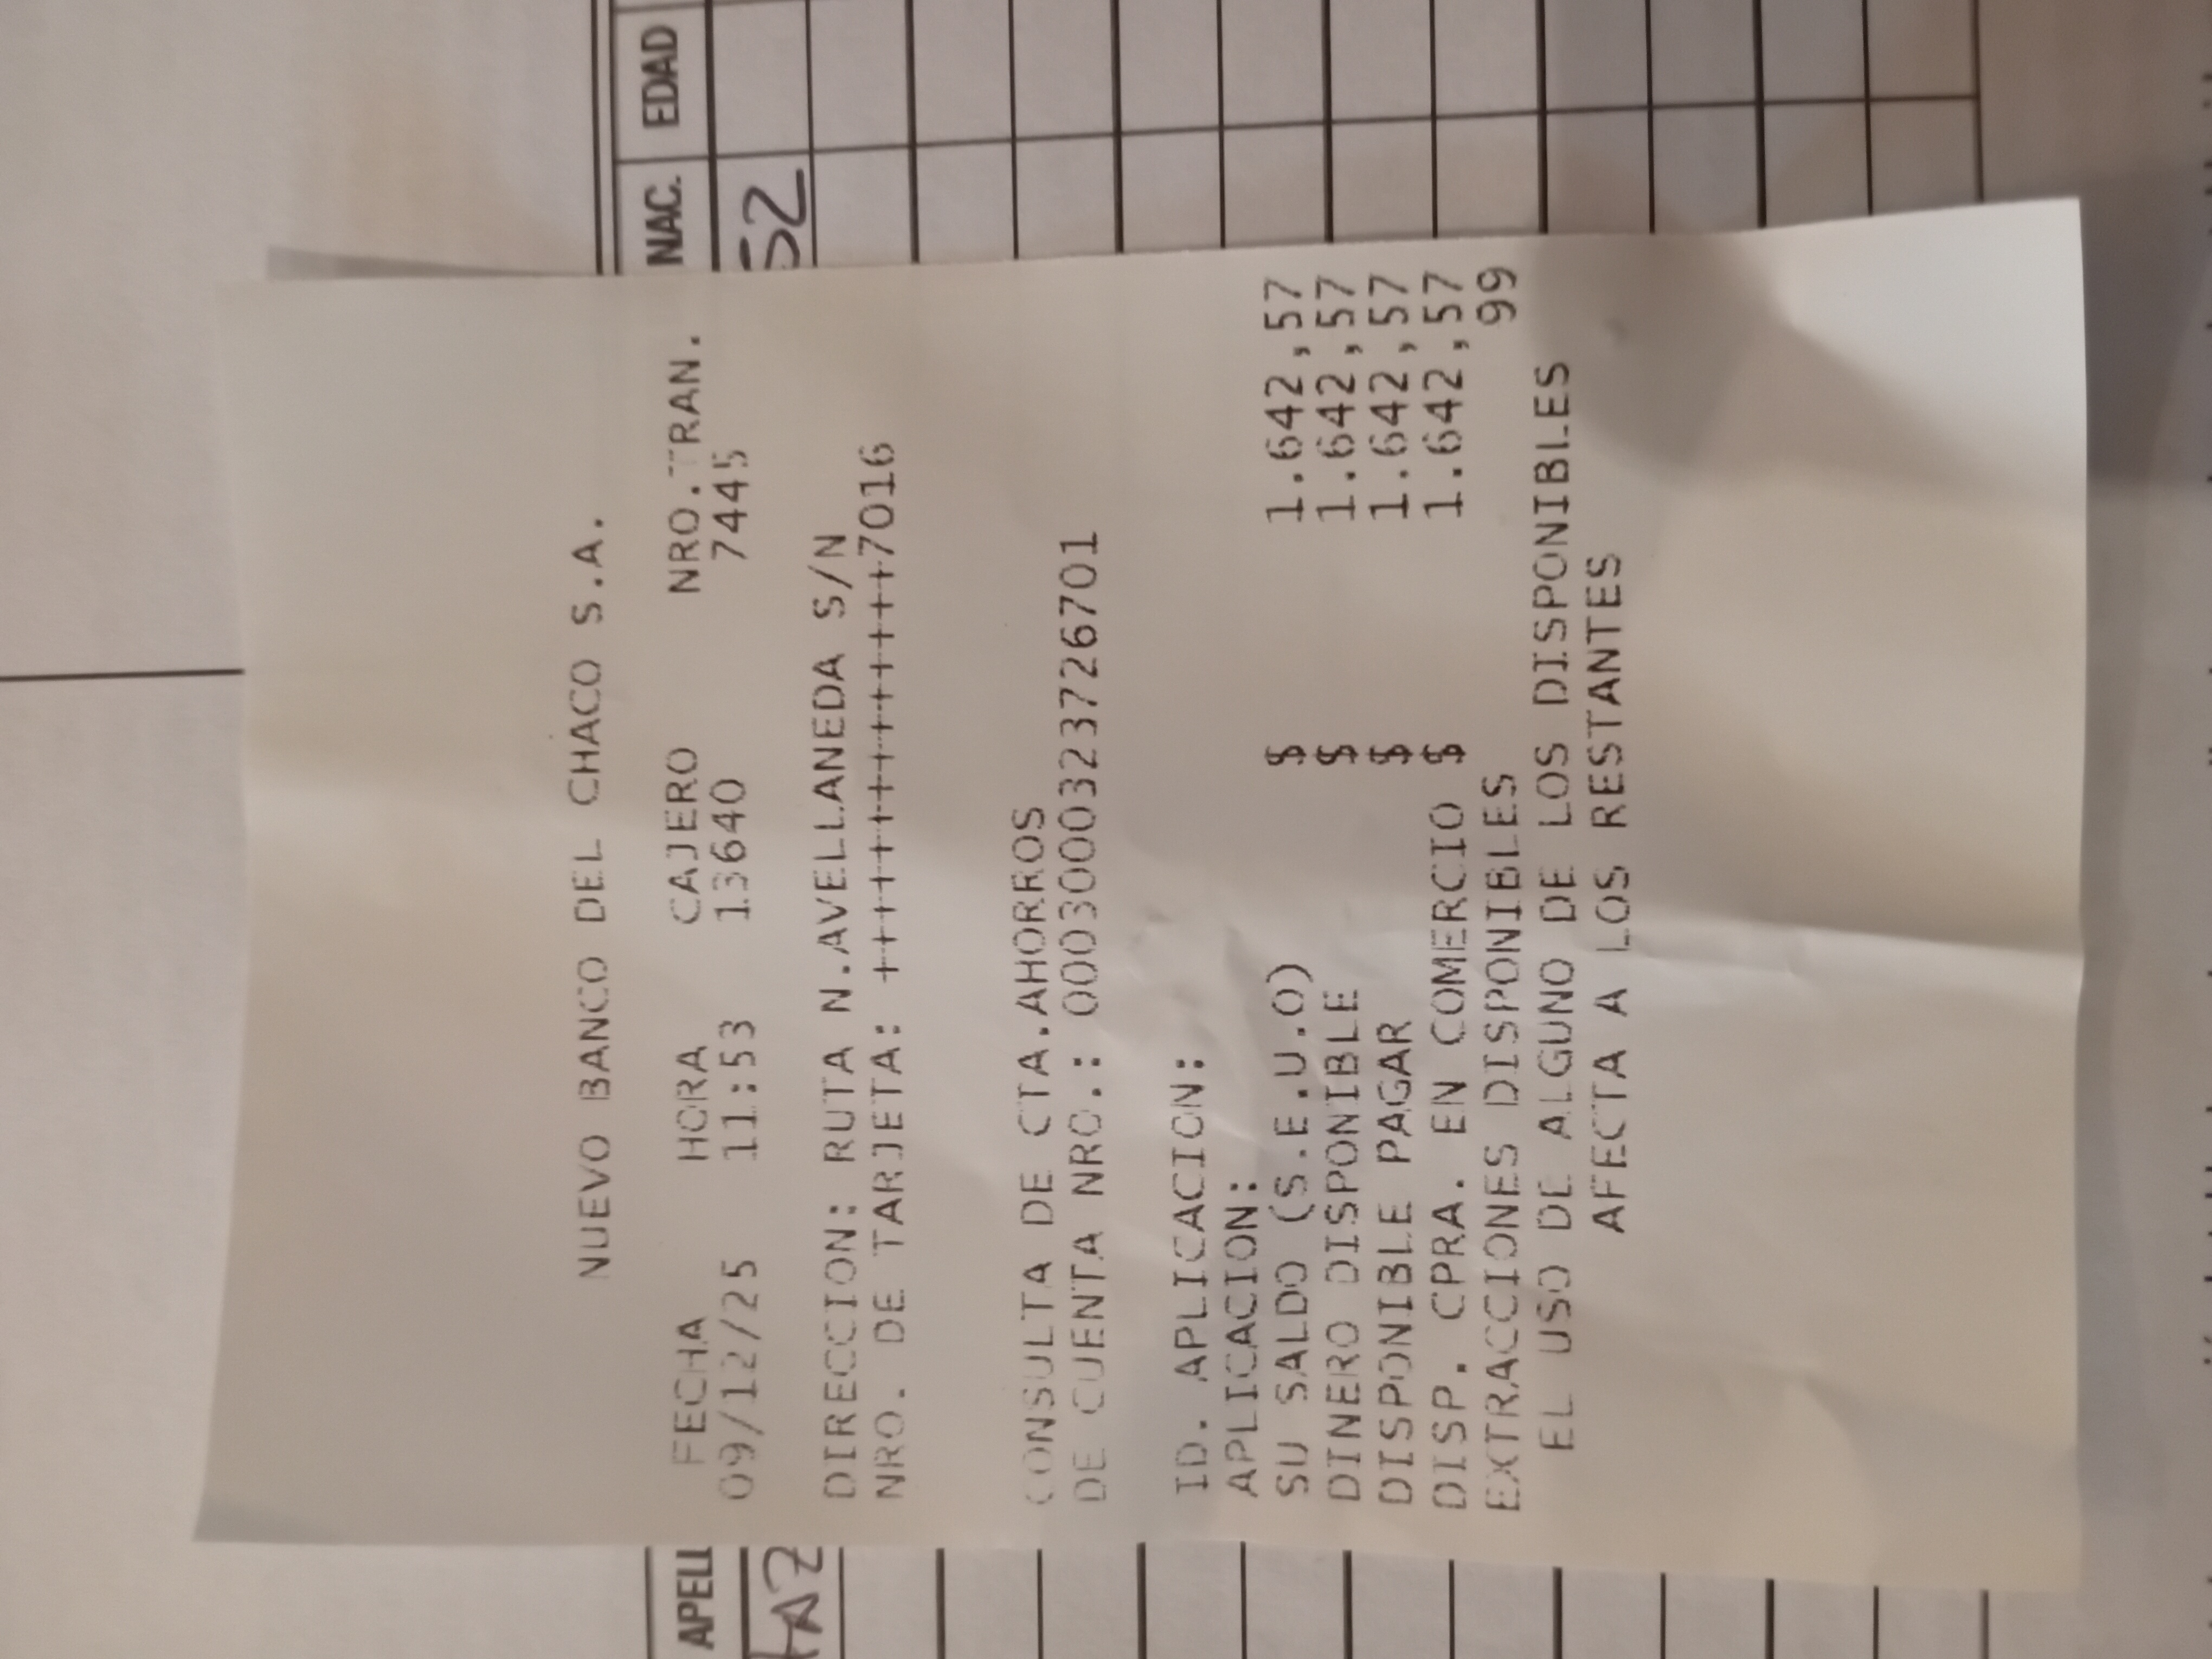 NUEVO BANCO DEL CHACO S.A.
FECHA HORA CAJERO NRO.TRAN.
09/12/25 11:53 13640 7445
DIRECCION: RUTA N.AVELLANEDA S/N
NRO. DE TARJETA: +++++++++++++++7016
CONSULTA DE CTA.AHORROS
DE CUENTA NRO.: 00030000323726701
ID. APLICACION:
APLICACION:
SU SALDO (S.E.U.O) $ 1.642,57
DINERO DISPONIBLE $ 1.642,57
DISPONIBLE PAGAR $ 1.642,57
DISP. CPRA. EN COMERCIO $ 1.642,57
EXTRACCIONES DISPONIBLES 99
EL USO DE ALGUNO DE LOS DISPONIBLES
AFECTA A LOS RESTANTES
APELL NAC. EDAD
52